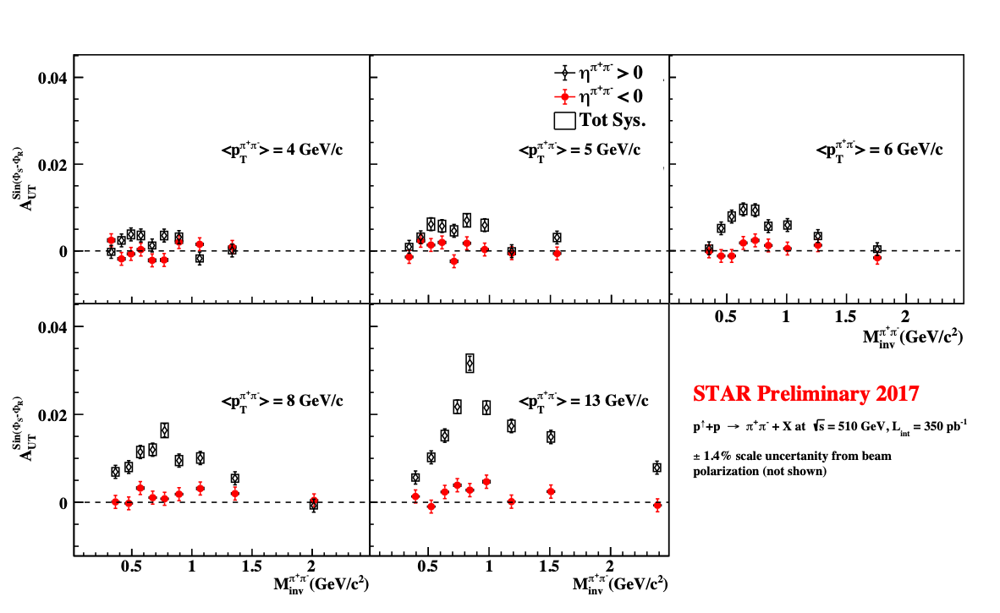 0.04
0.02
0
A_UT^Sin(Φ_S-Φ_R)
<p_T^π⁺π⁻> = 4 GeV/c
η^π⁺π⁻ > 0
η^π⁺π⁻ < 0
Tot Sys.
<p_T^π⁺π⁻> = 5 GeV/c
<p_T^π⁺π⁻> = 6 GeV/c
0.5 1 1.5 2
M_inv^π⁺π⁻(GeV/c²)
0.04
0.02
0
A_UT^Sin(Φ_S-Φ_R)
<p_T^π⁺π⁻> = 8 GeV/c
0.5 1 1.5 2
M_inv^π⁺π⁻(GeV/c²)
<p_T^π⁺π⁻> = 13 GeV/c
0.5 1 1.5 2
M_inv^π⁺π⁻(GeV/c²)
STAR Preliminary 2017
p↑+p → π⁺π⁻ + X at √s = 510 GeV, L_int = 350 pb⁻¹
± 1.4% scale uncertanity from beam
polarization (not shown)